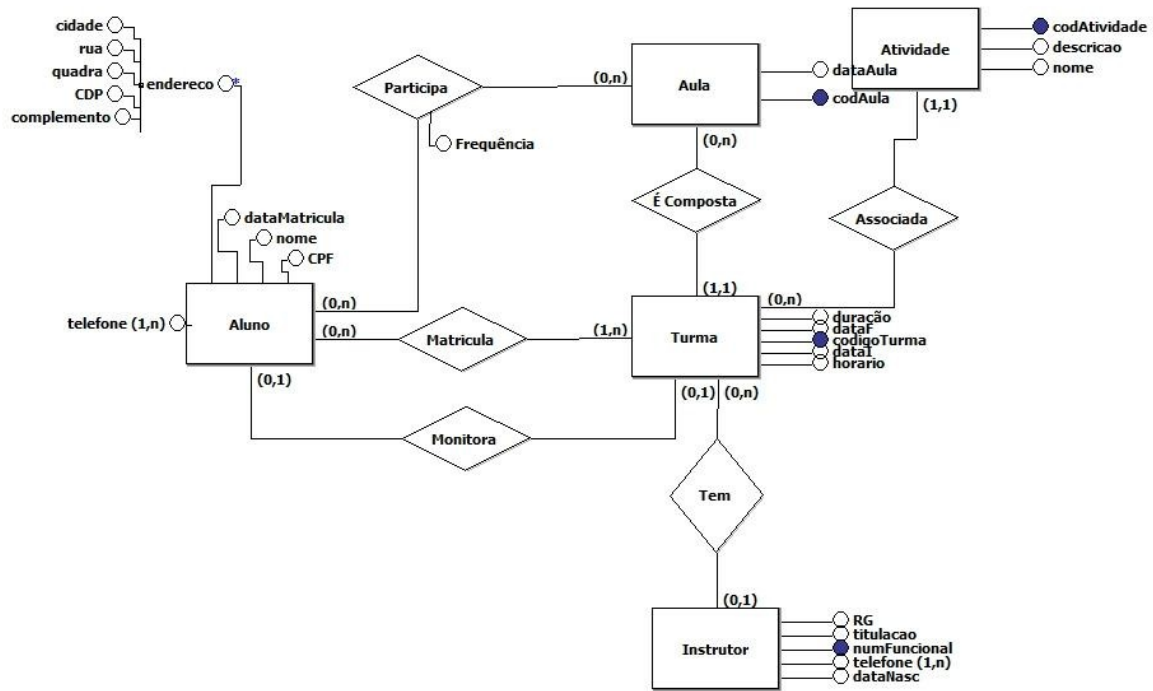 cidade
rua
quadra
CDP
complemento
endereco
*
Participa
Frequência
(0,n)
Aula
dataAula
codAula
(0,n)
Atividade
codAtividade
descricao
nome
(1,1)
É Composta
Associada
dataMatricula
nome
CPF
telefone (1,n)
Aluno
(0,n)
(0,n)
(0,1)
Matricula
(1,n)
(1,1)
(0,n)
Turma
duração
dataF
codigoTurma
dataI
horario
(0,1)
(0,n)
Monitora
Tem
(0,1)
Instrutor
RG
titulacao
numFuncional
telefone (1,n)
dataNasc